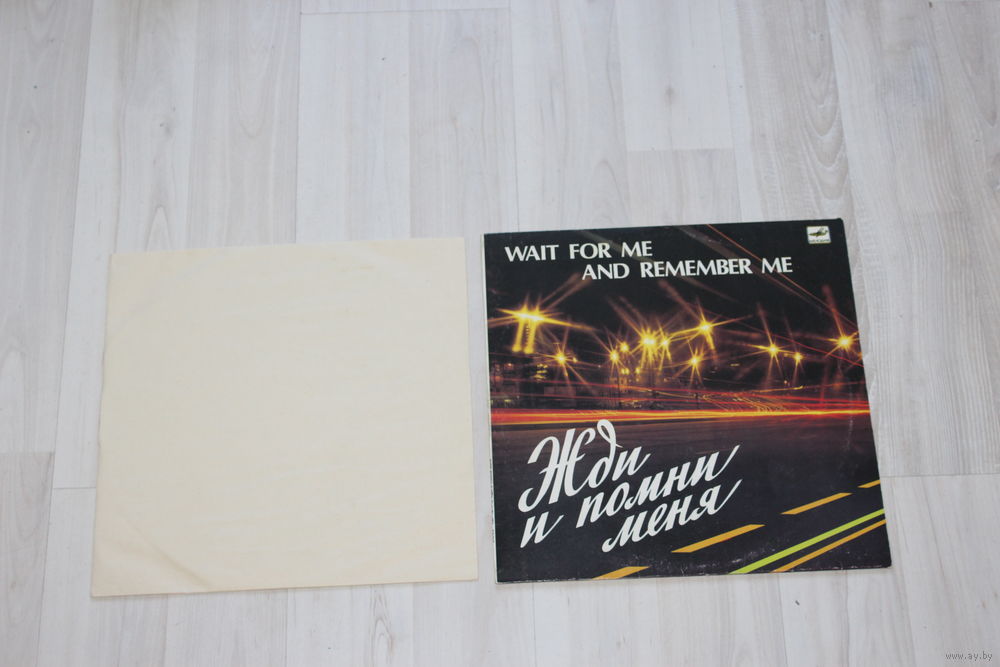 WAIT FOR ME
AND REMEMBER ME
Жди
и помни
меня
www.ay.by